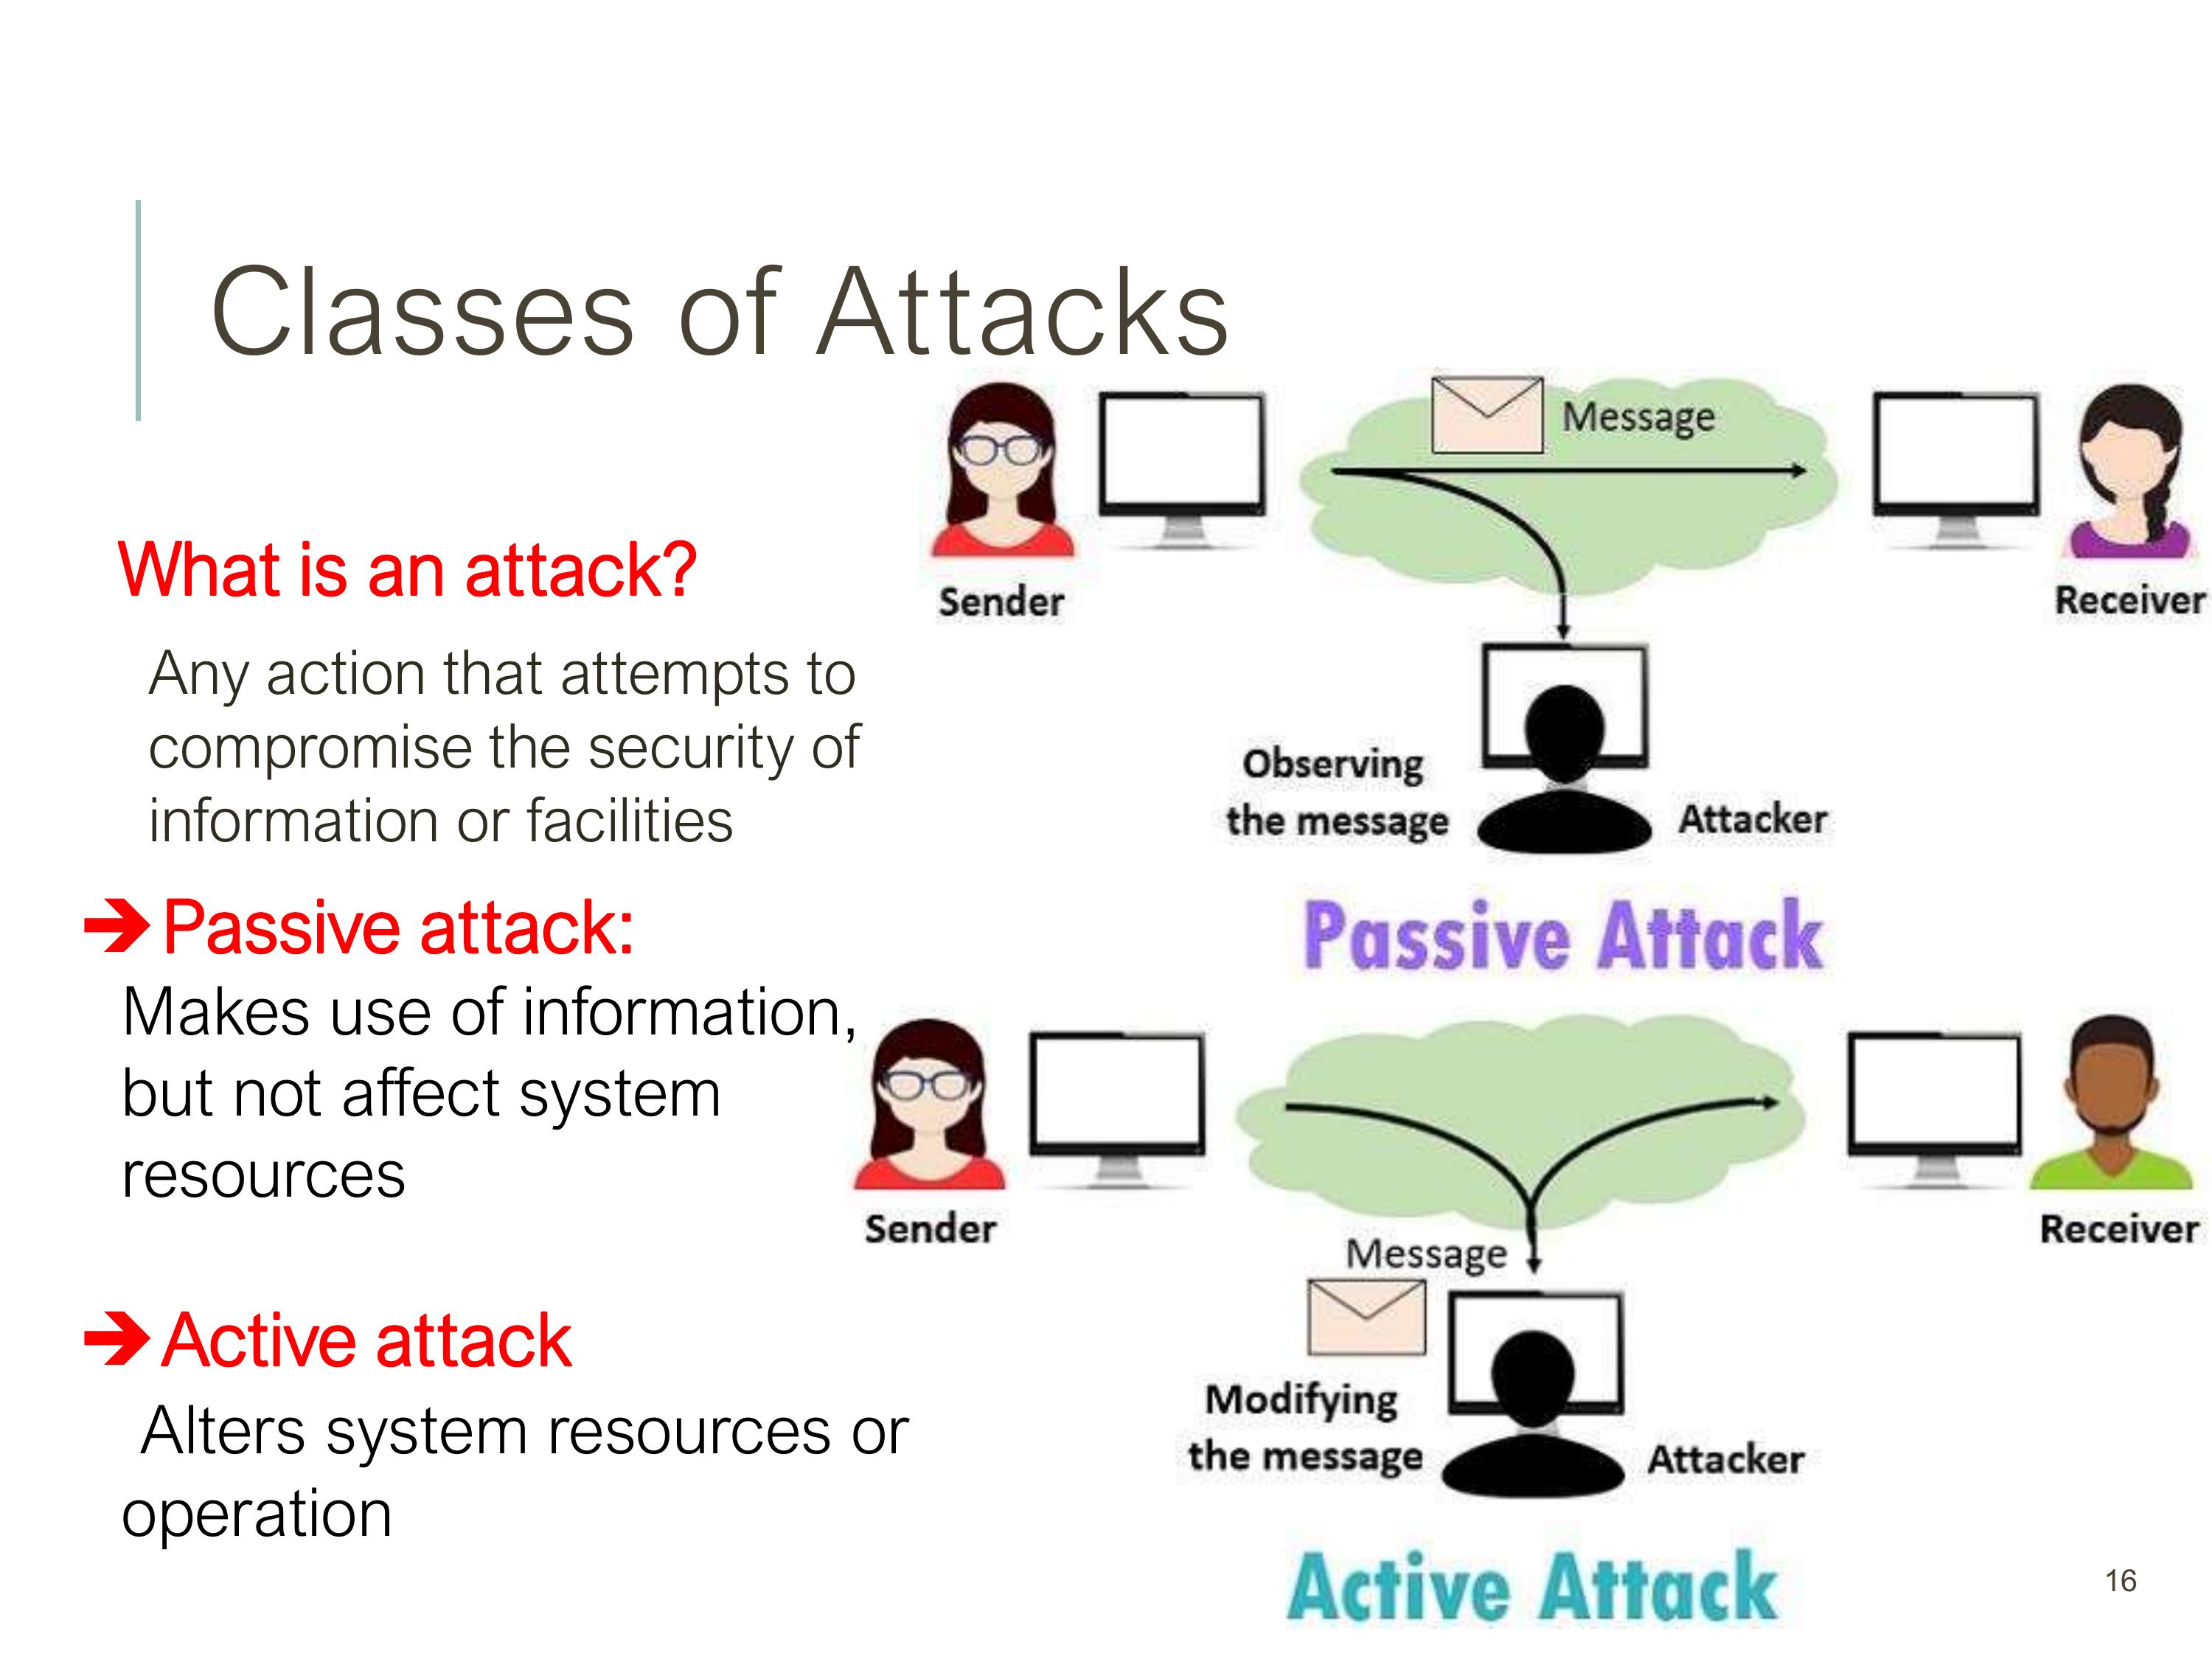 Classes of Attacks
What is an attack?
Any action that attempts to
compromise the security of
information or facilities
➔Passive attack:
Makes use of information,
but not affect system
resources
➔Active attack
Alters system resources or
operation
Message
Sender
Receiver
Observing
the message
Attacker
Passive Attack
Sender
Receiver
Message
Modifying
the message
Attacker
Active Attack
16